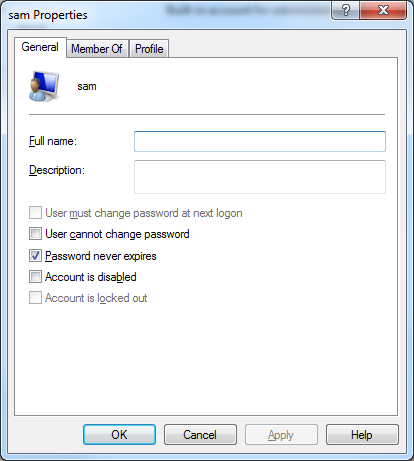 sam Properties
Built-in account for administer
General
Member Of
Profile
sam
Full name:
Description:
User must change password at next logon
User cannot change password
Password never expires
Account is disabled
Account is locked out
OK
Cancel
Apply
Help